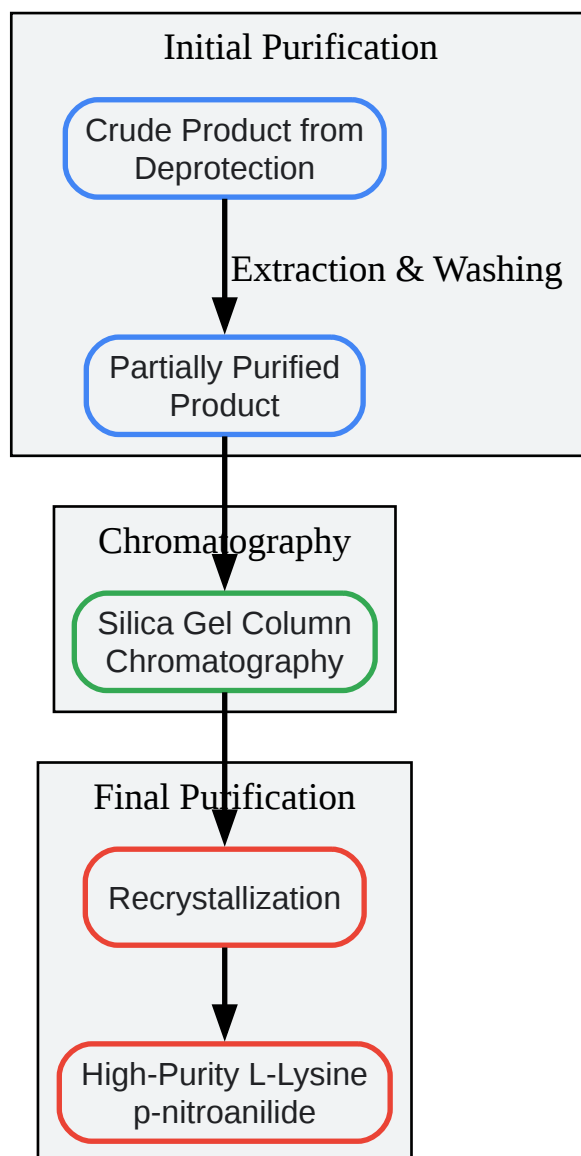 Initial Purification
Crude Product from
Deprotection
Extraction & Washing
Partially Purified
Product
Chromatography
Silica Gel Column
Chromatography
Final Purification
Recrystallization
High-Purity L-Lysine
p-nitroanilide